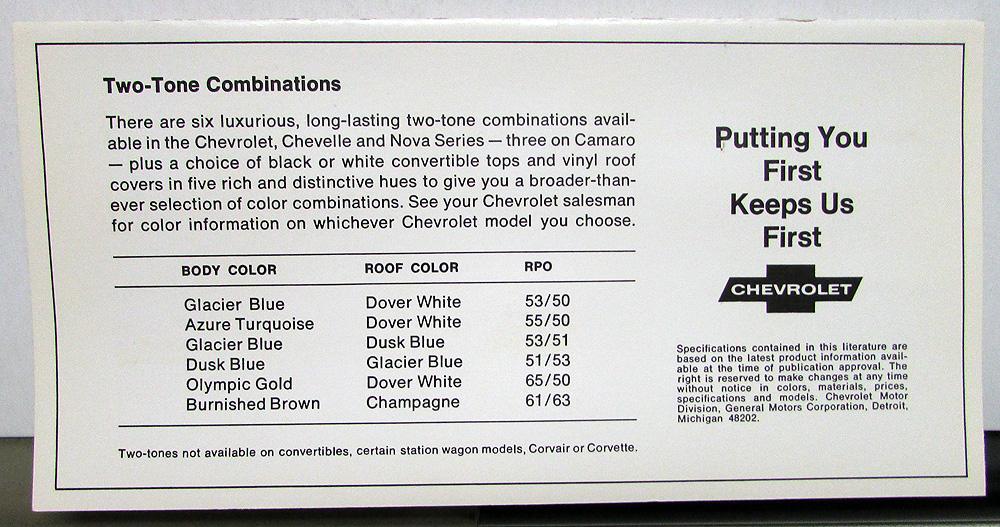 Two-Tone Combinations
There are six luxurious, long-lasting two-tone combinations avail-
able in the Chevrolet, Chevelle and Nova Series — three on Camaro
— plus a choice of black or white convertible tops and vinyl roof
covers in five rich and distinctive hues to give you a broader-than-
ever selection of color combinations. See your Chevrolet salesman
for color information on whichever Chevrolet model you choose.
BODY COLOR ROOF COLOR RPO
Glacier Blue Dover White 53/50
Azure Turquoise Dover White 55/50
Glacier Blue Dusk Blue 53/51
Dusk Blue Glacier Blue 51/53
Olympic Gold Dover White 65/50
Burnished Brown Champagne 61/63
Two-tones not available on convertibles, certain station wagon models, Corvair or Corvette.
Putting You
First
Keeps Us
First
CHEVROLET
Specifications contained in this literature are
based on the latest product information avail-
able at the time of publication approval. The
right is reserved to make changes at any time
without notice in colors, materials, prices,
specifications and models. Chevrolet Motor
Division, General Motors Corporation, Detroit,
Michigan 48202.